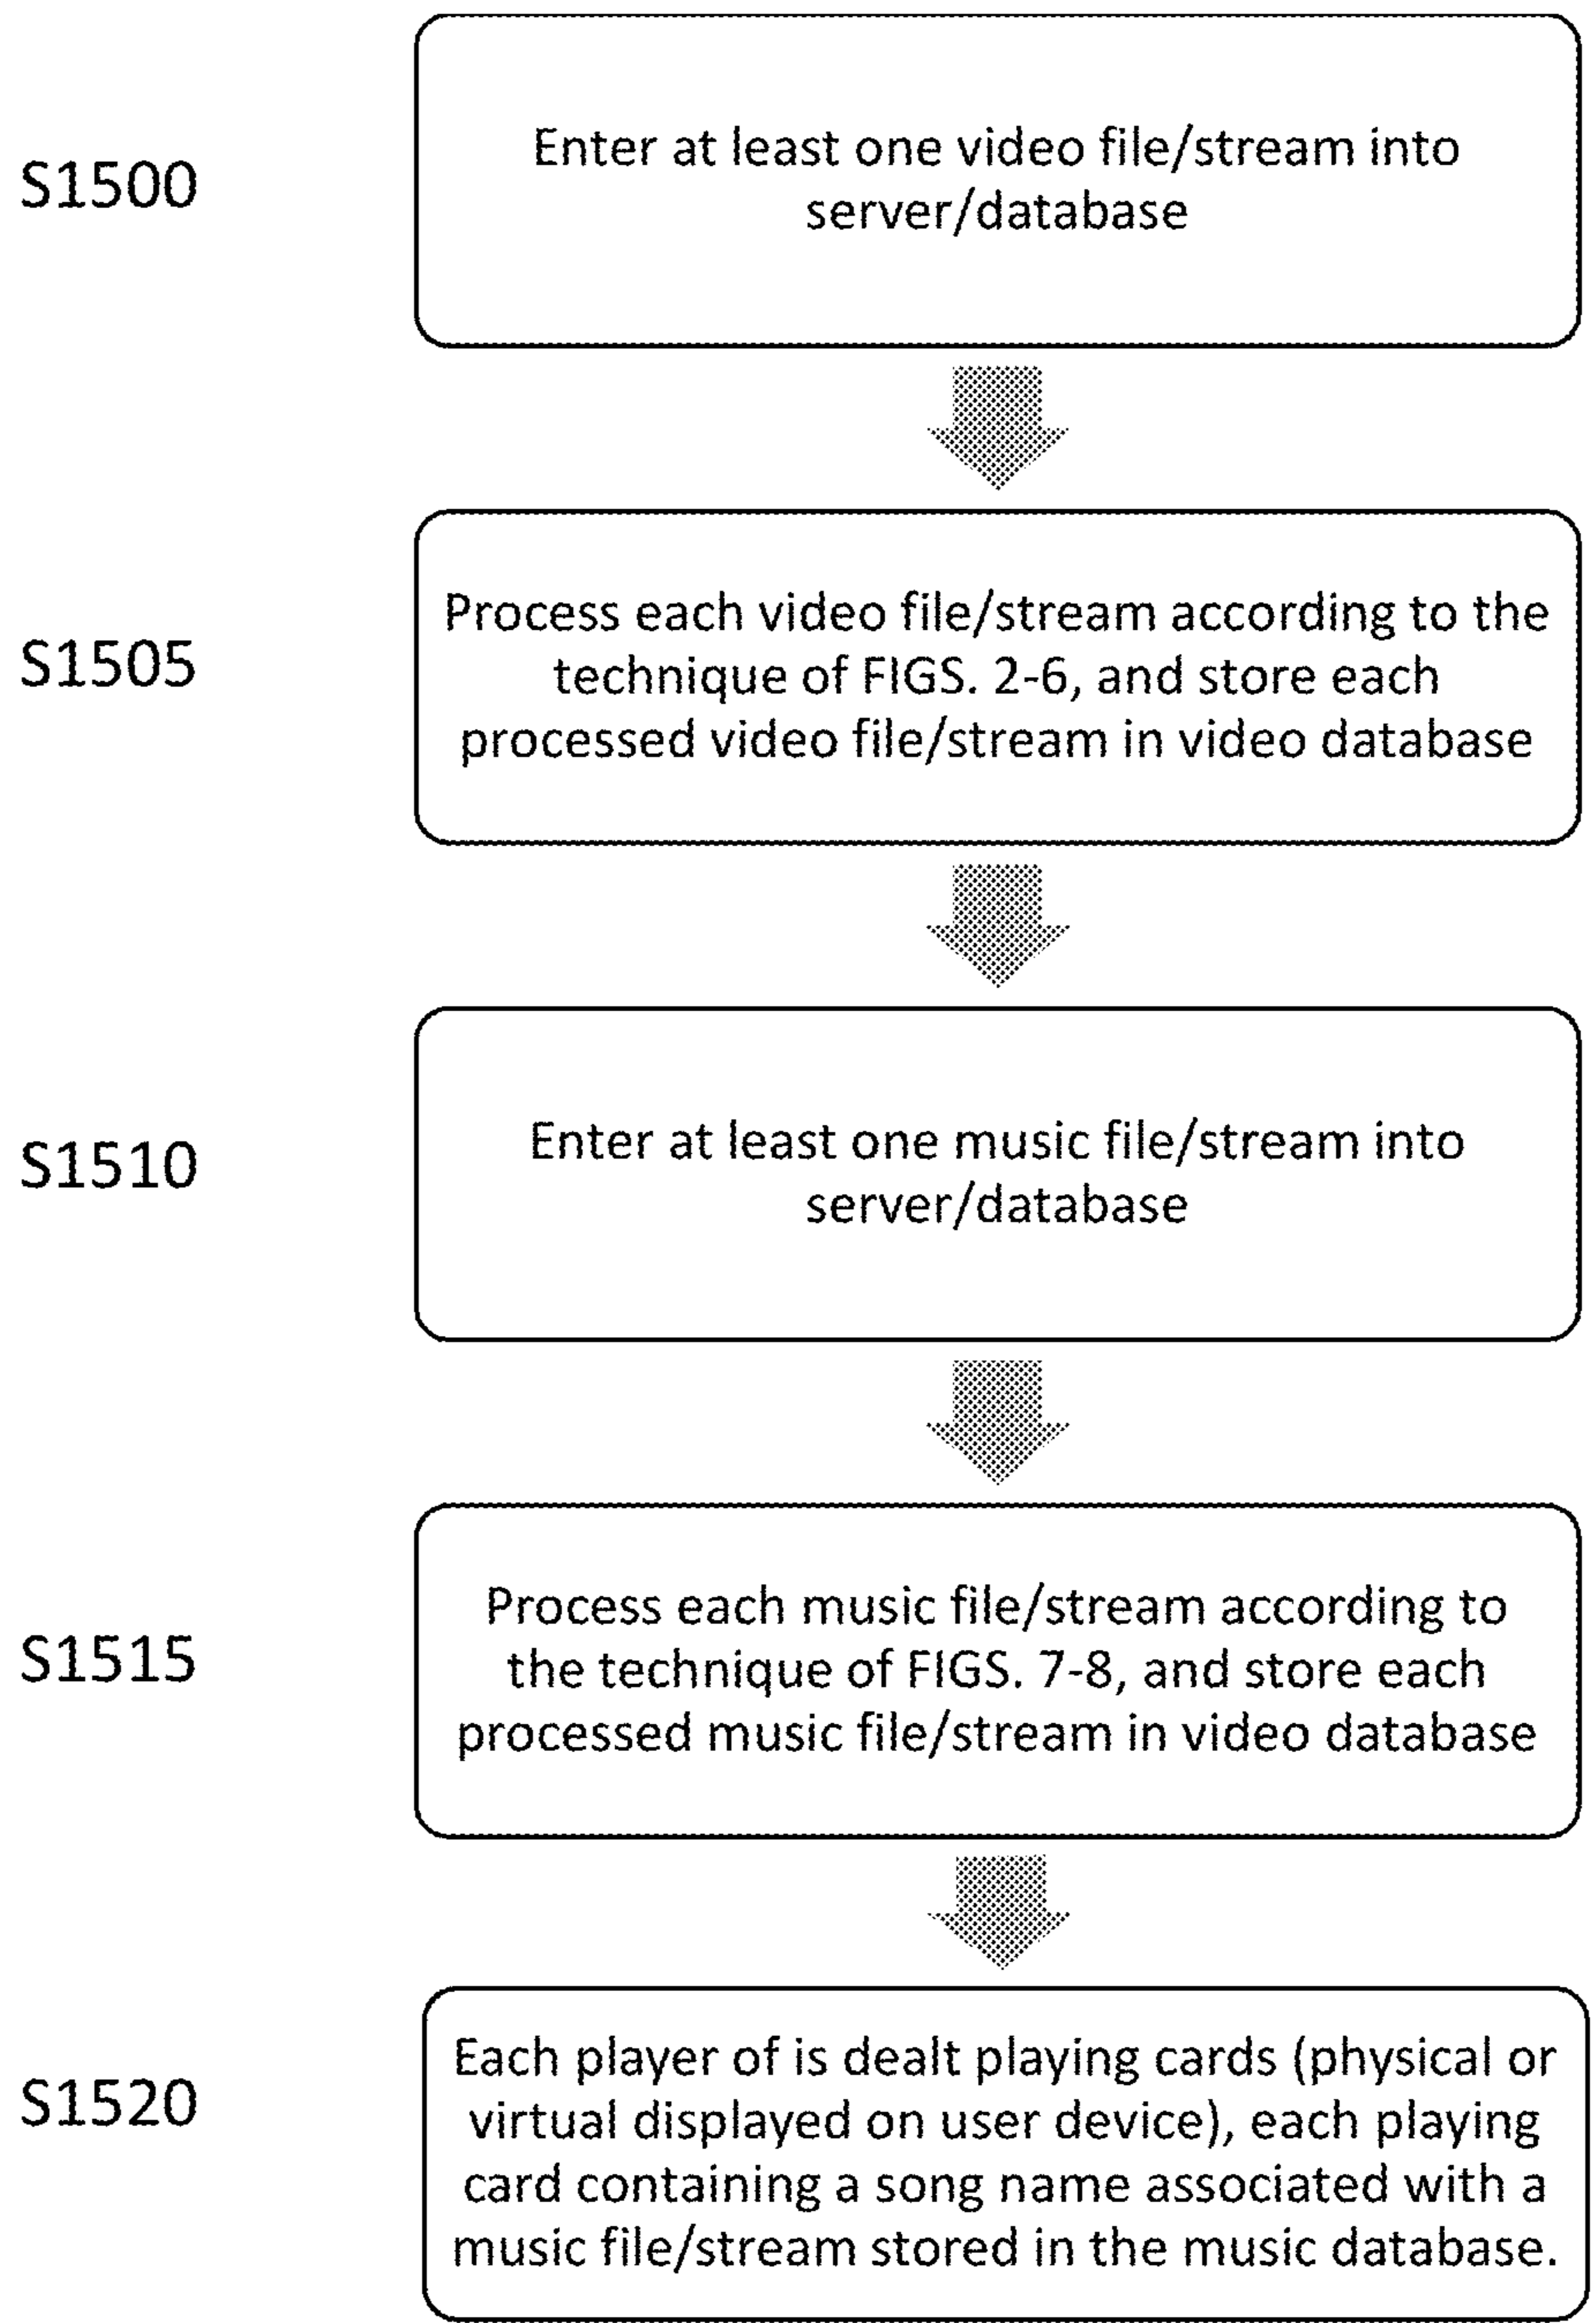 S1500
Enter at least one video file/stream into
server/database
S1505
Process each video file/stream according to the
technique of FIGS. 2-6, and store each
processed video file/stream in video database
S1510
Enter at least one music file/stream into
server/database
S1515
Process each music file/stream according to
the technique of FIGS. 7-8, and store each
processed music file/stream in video database
S1520
Each player of is dealt playing cards (physical or
virtual displayed on user device), each playing
card containing a song name associated with a
music file/stream stored in the music database.